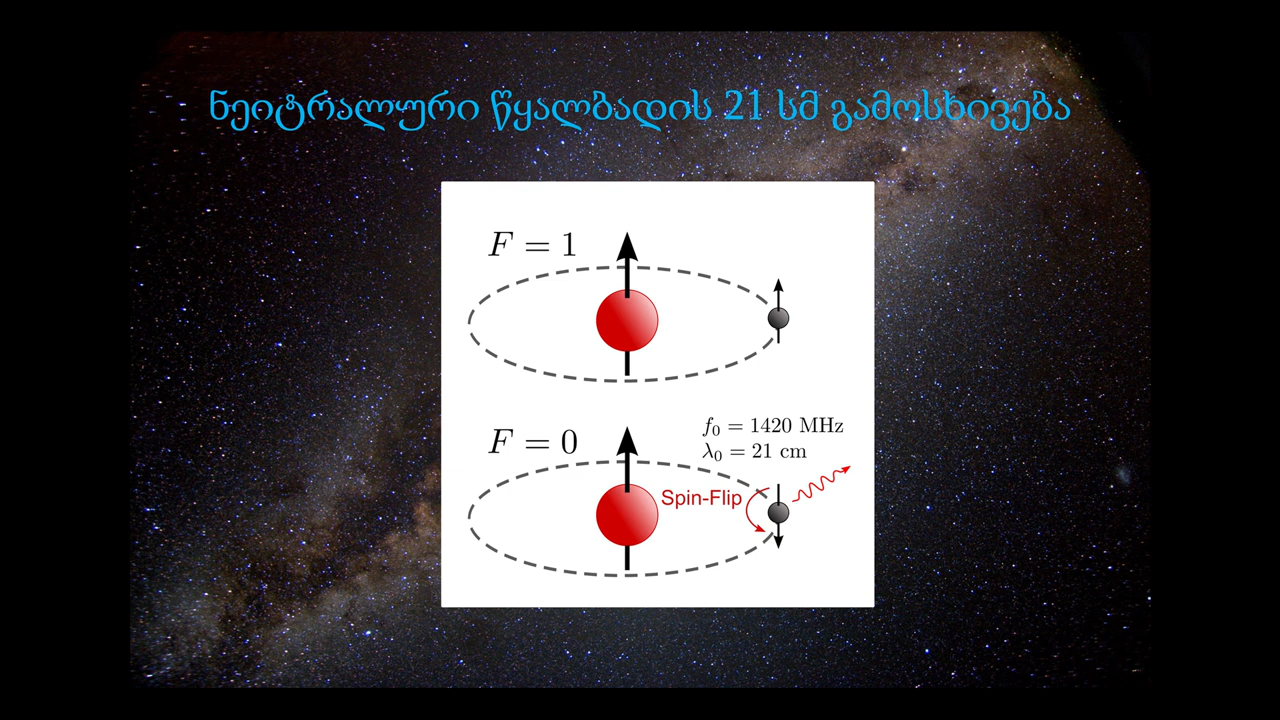 ნეიტრალური წყალბადის 21 სმ გამოსხივება
F = 1
F = 0
f₀ = 1420 MHz
λ₀ = 21 cm
Spin-Flip